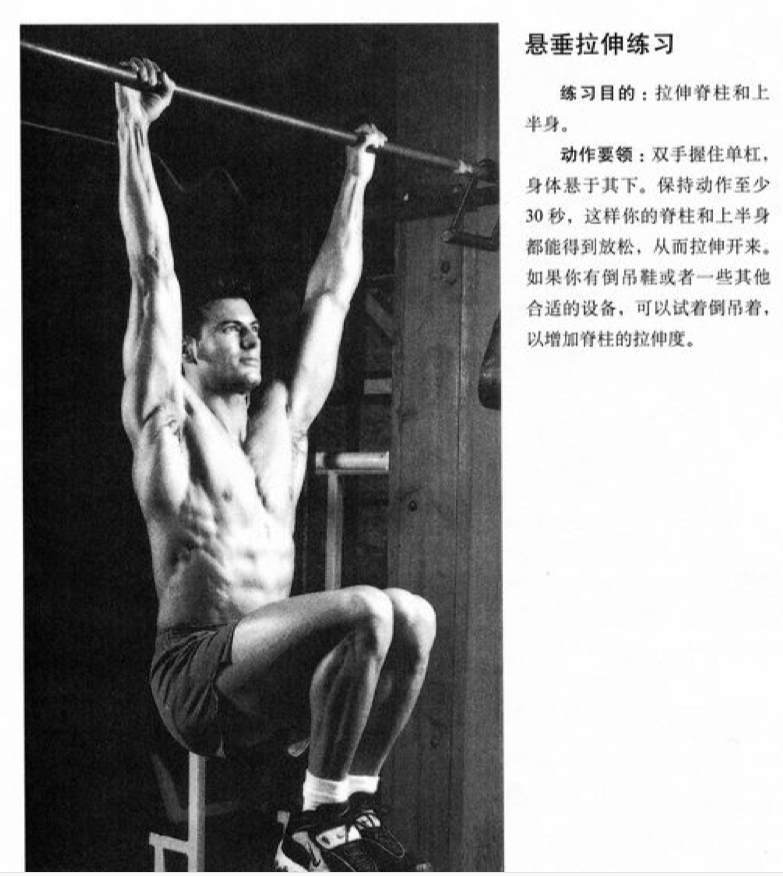 悬垂拉伸练习
练习目的：拉伸脊柱和上
半身。
动作要领：双手握住单杠，
身体悬于其下。保持动作至少
30 秒，这样你的脊柱和上半身
都能得到放松，从而拉伸开来。
如果你有倒吊鞋或者一些其他
合适的设备，可以试着倒吊着，
以增加脊柱的拉伸度。